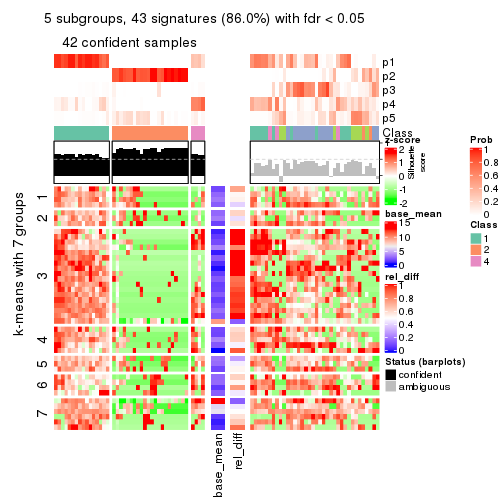 5 subgroups, 43 signatures (86.0%) with fdr < 0.05
42 confident samples
p1
p2
p3
p4
p5
Class
z-score
2
1
0
-1
-2
Silhouette
score
Prob
1
0.8
0.6
0.4
0.2
0
Class
1
2
4
base_mean
15
10
5
0
rel_diff
1
0.8
0.6
0.4
0.2
0
Status (barplots)
confident
ambiguous
k-means with 7 groups
1
2
3
4
5
6
7
base_mean
rel_diff